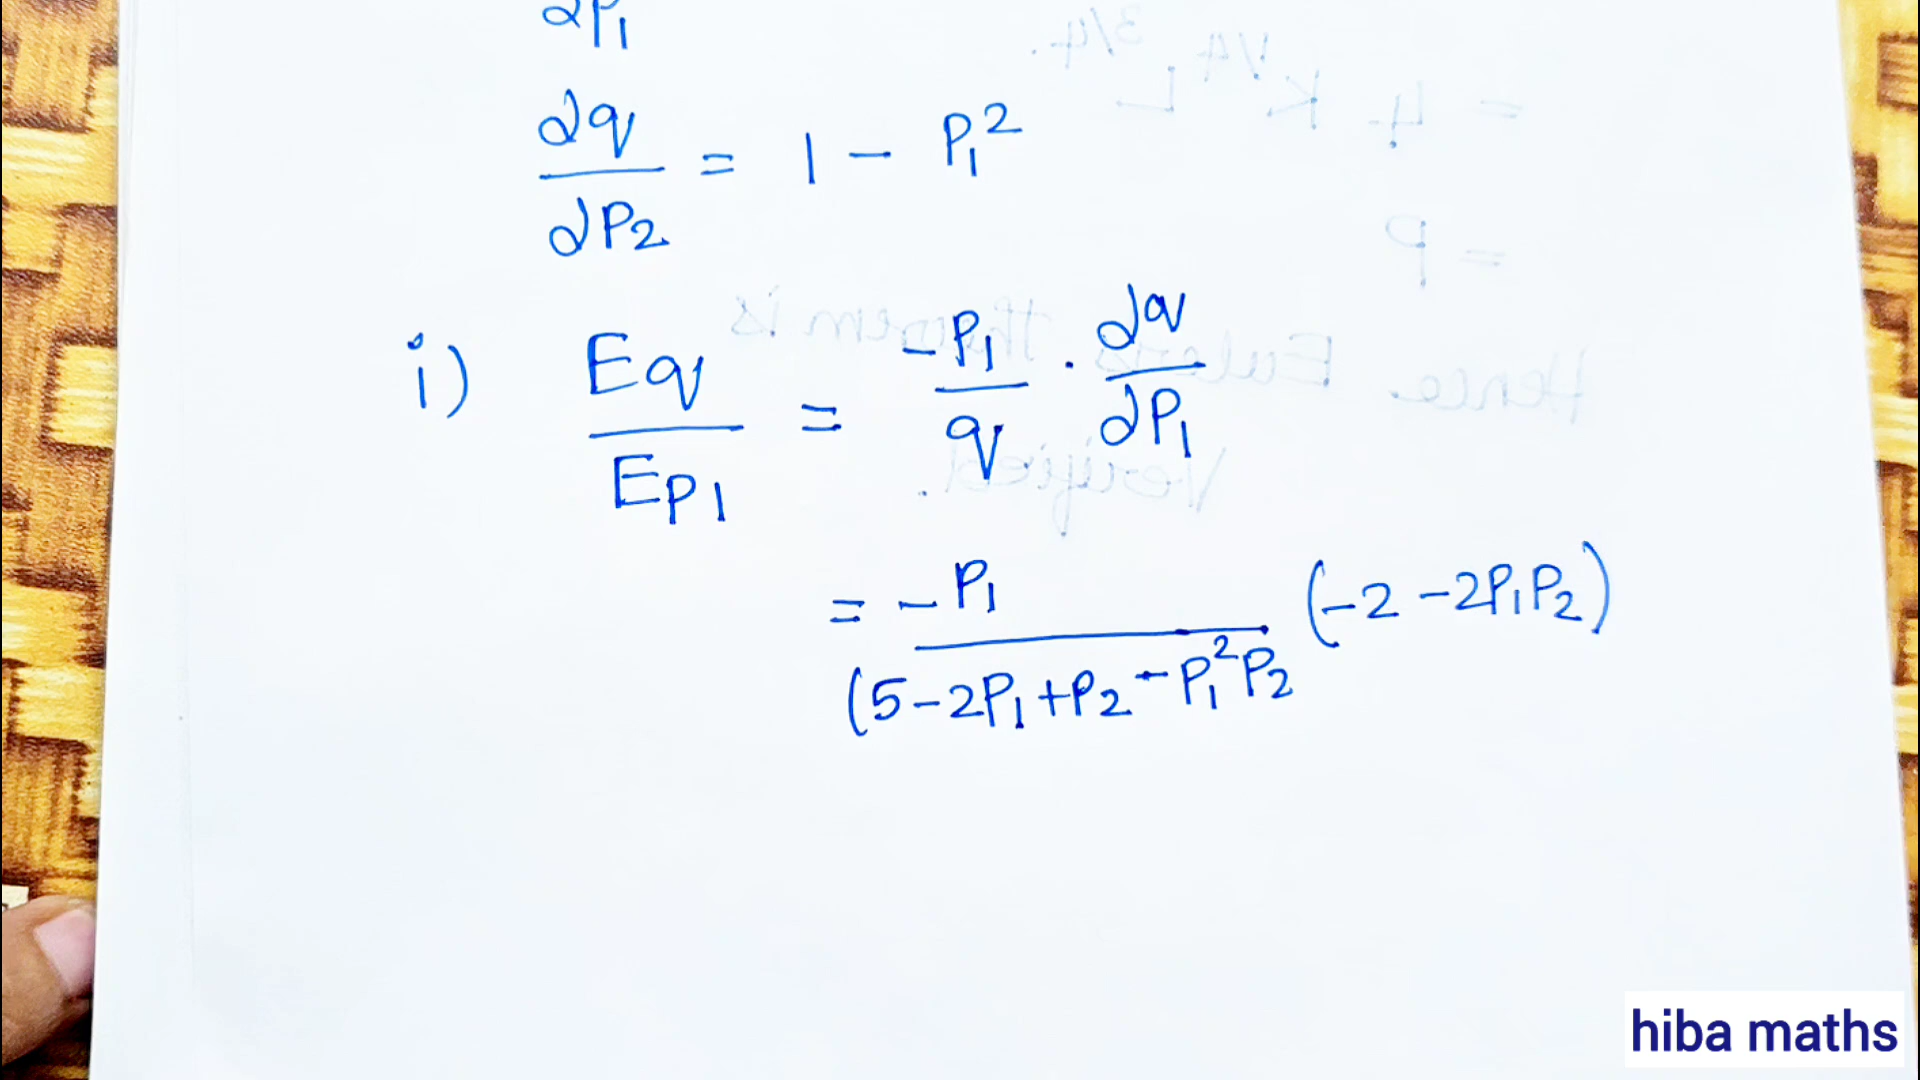 ∂P₁
∂q/∂P₂ = 1 - P₁²
i) Eq/EP1 = -P₁/q · ∂q/∂P₁
= -P₁/(5-2P₁+P₂-P₁²P₂ (-2-2P₁P₂)
hiba maths